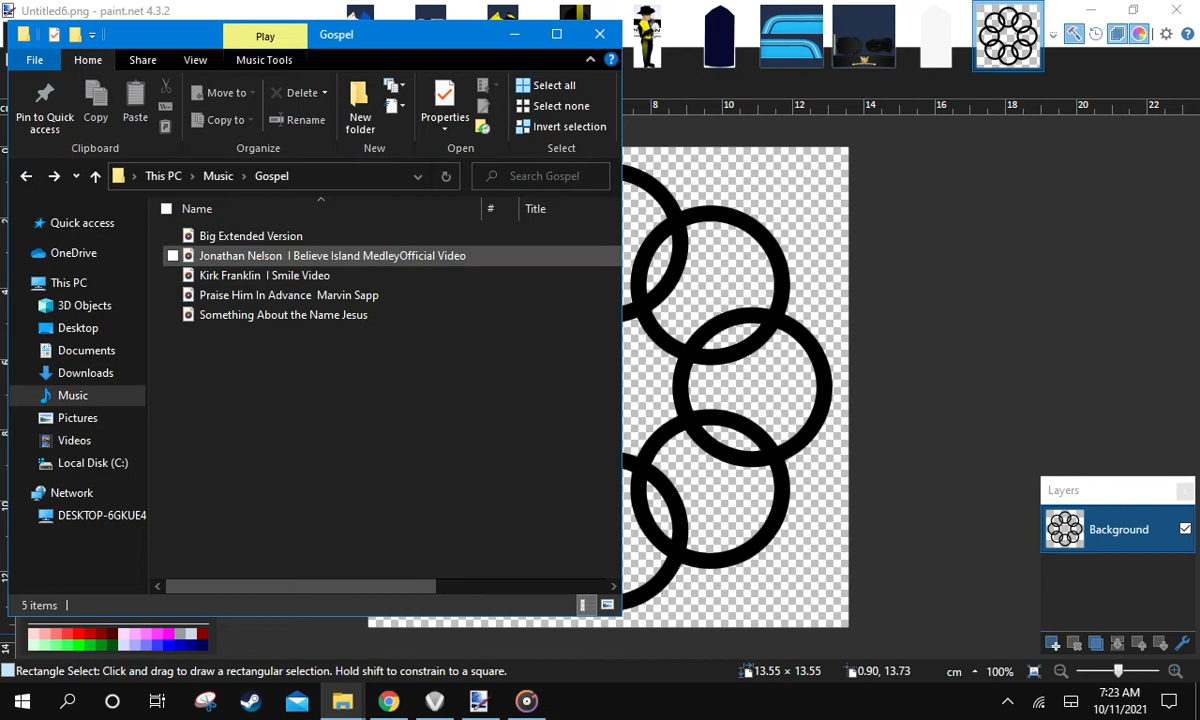 Untitled6.png - paint.net 4.3.2
Play
Gospel
File
Home
Share
View
Music Tools
Pin to Quick access
Copy
Paste
Move to
Copy to
Delete
Rename
New folder
Properties
Select all
Select none
Invert selection
Clipboard
Organize
New
Open
Select
This PC > Music > Gospel
Search Gospel
Name
#
Title
Quick access
OneDrive
This PC
3D Objects
Desktop
Documents
Downloads
Music
Pictures
Videos
Local Disk (C:)
Network
DESKTOP-6GKUE4
Big Extended Version
Jonathan Nelson I Believe Island MedleyOfficial Video
Kirk Franklin I Smile Video
Praise Him In Advance Marvin Sapp
Something About the Name Jesus
5 items
8 10 12 14 16 18 20 22
Layers
Background
Rectangle Select: Click and drag to draw a rectangular selection. Hold shift to constrain to a square.
13.55 × 13.55
0.90, 13.73
cm
100%
7:23 AM
10/11/2021